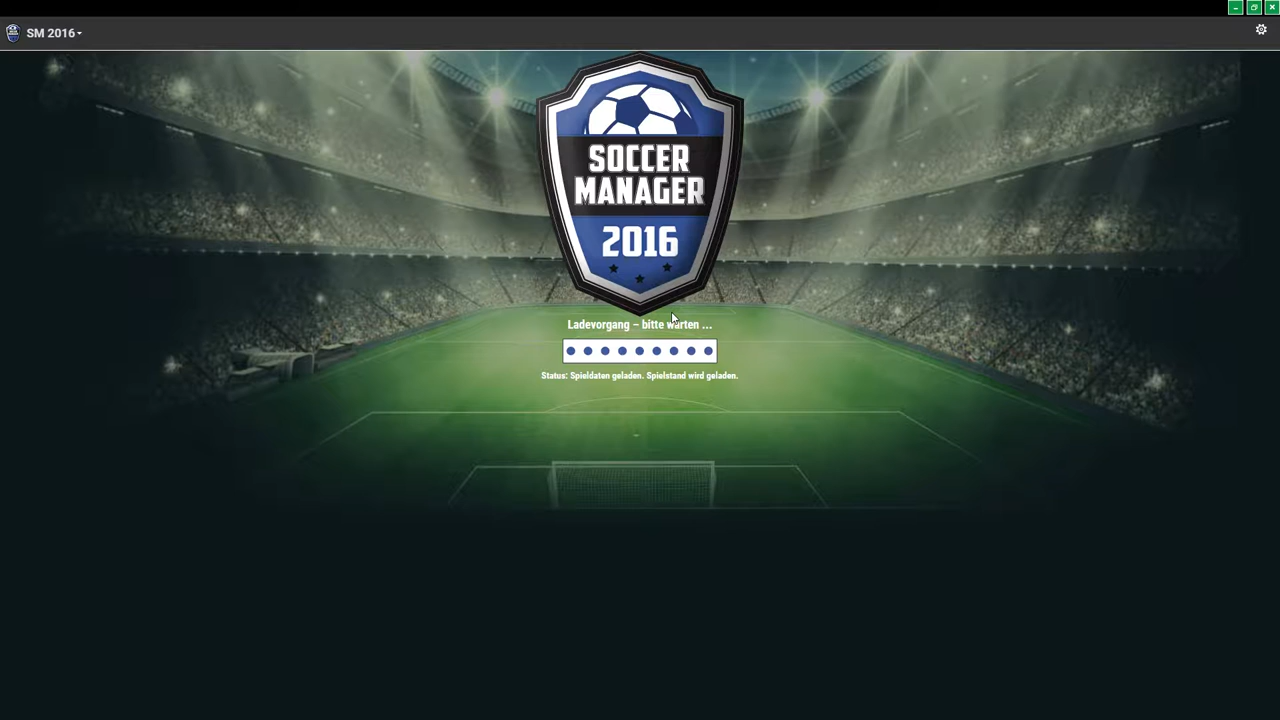 SM 2016
SOCCER
MANAGER
2016
Ladevorgang – bitte warten ...
Status: Spieldaten geladen. Spielstand wird geladen.